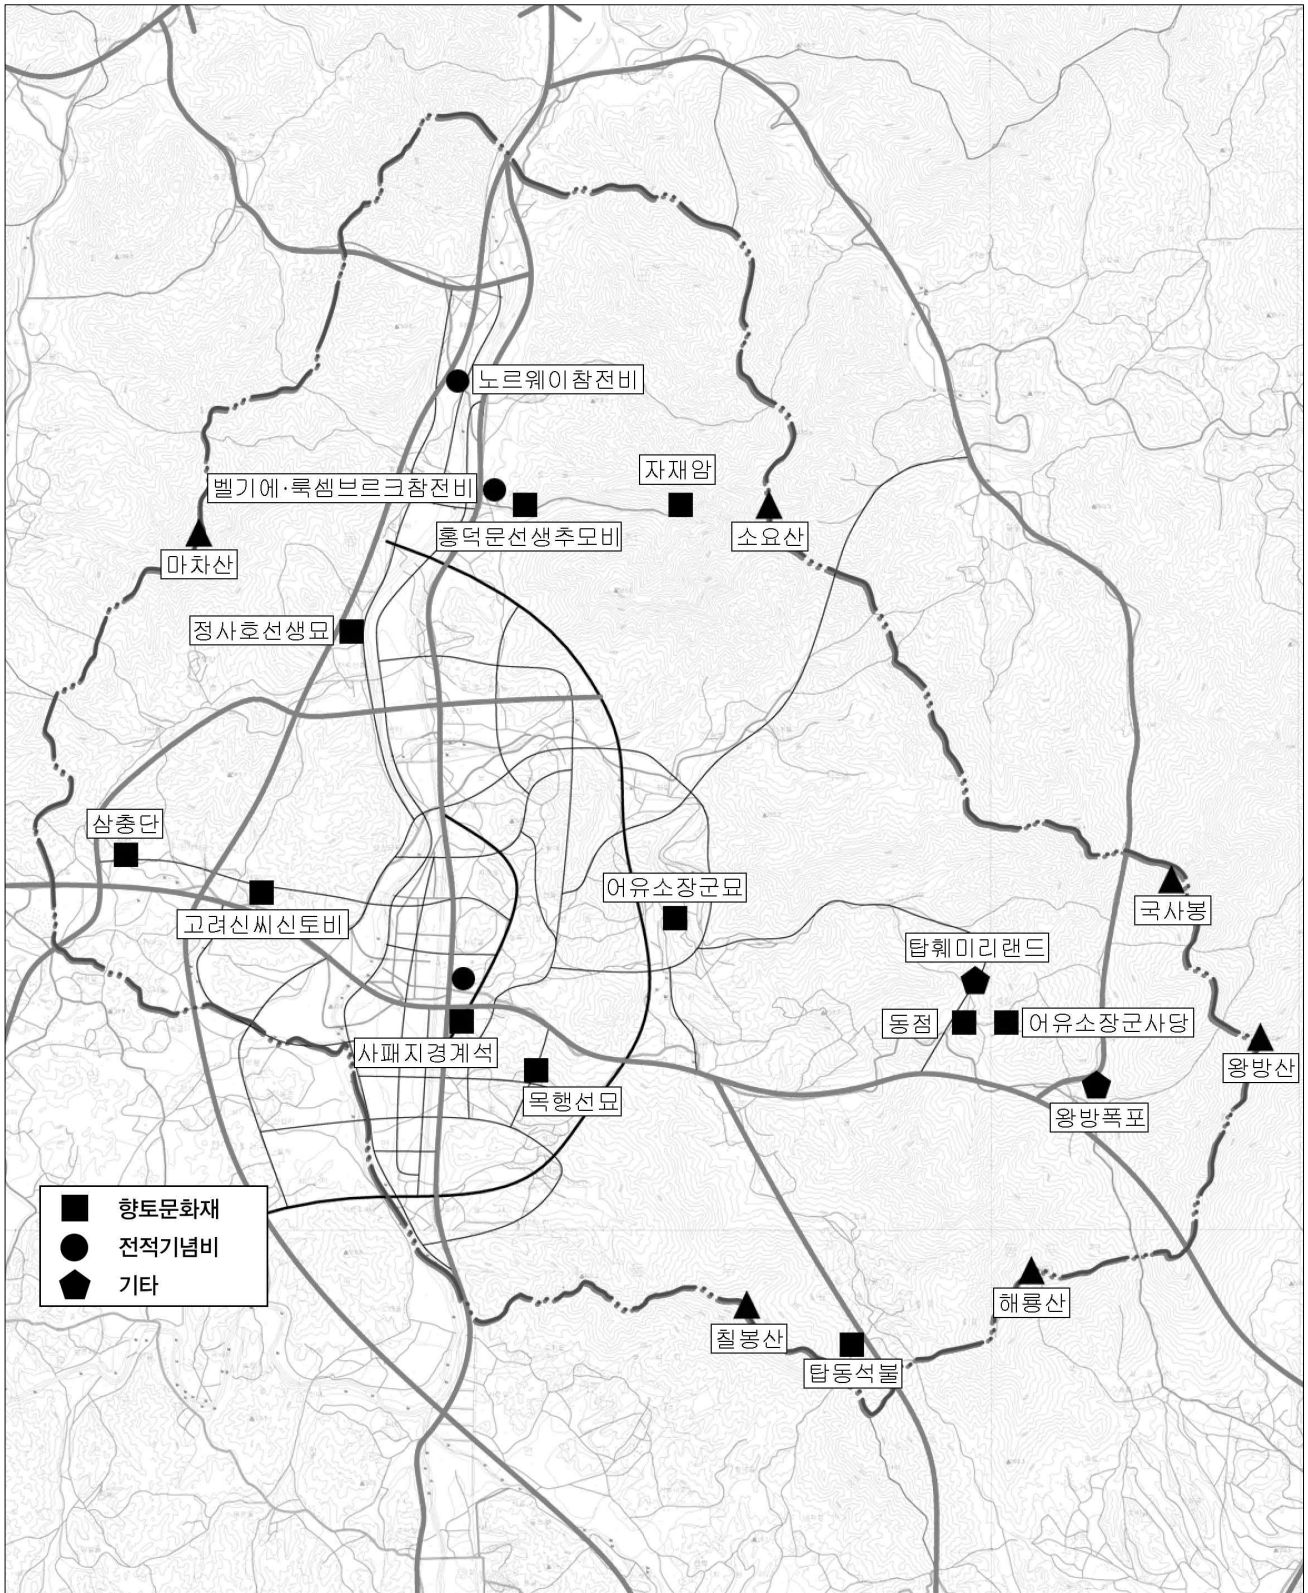 노르웨이참전비
자재암
벨기에·룩셈브르크참전비
홍덕문선생추모비
소요산
마차산
정사호선생묘
삼충단
어유소장군묘
국사봉
고려신씨신토비
탑훼미리랜드
동점
어유소장군사당
사패지경계석
왕방산
목행선묘
왕방폭포
향토문화재
전적기념비
기타
해룡산
칠봉산
탑동석불